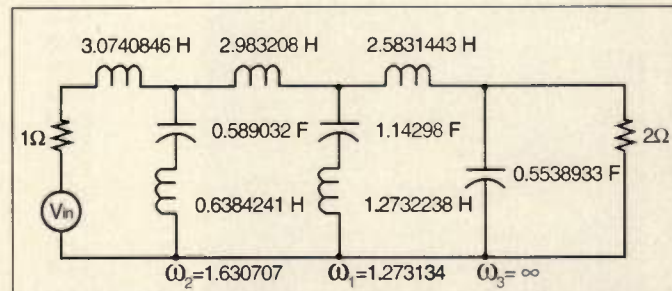 3.0740846 H
2.983208 H
2.5831443 H
1Ω
0.589032 F
1.14298 F
2Ω
0.5538933 F
Vin
0.6384241 H
1.2732238 H
ω2=1.630707
ω1=1.273134
ω3=∞